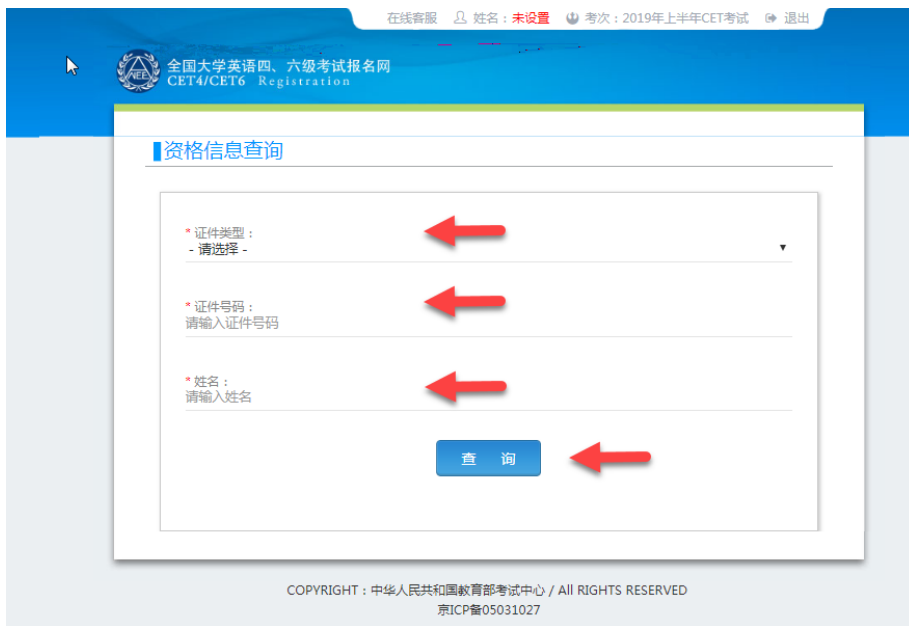 在线客服 姓名：未设置 考次：2019年上半年CET考试 退出
NEE
全国大学英语四、六级考试报名网
CET4/CET6 Registration
资格信息查询
* 证件类型：
- 请选择 -
* 证件号码：
请输入证件号码
* 姓名：
请输入姓名
查 询
COPYRIGHT：中华人民共和国教育部考试中心 / All RIGHTS RESERVED
京ICP备05031027